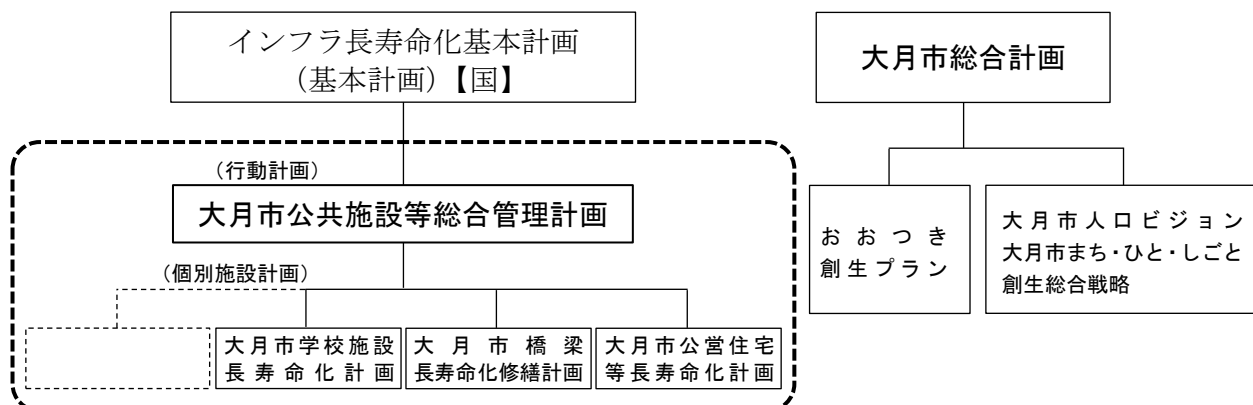 インフラ長寿命化基本計画
(基本計画)【国】
大月市総合計画
(行動計画)
大月市公共施設等総合管理計画
(個別施設計画)
大月市学校施設
長寿命化計画
大月市橋梁
長寿命化修繕計画
大月市公営住宅
等長寿命化計画
おおつき
創生プラン
大月市人口ビジョン
大月市まち・ひと・しごと
創生総合戦略